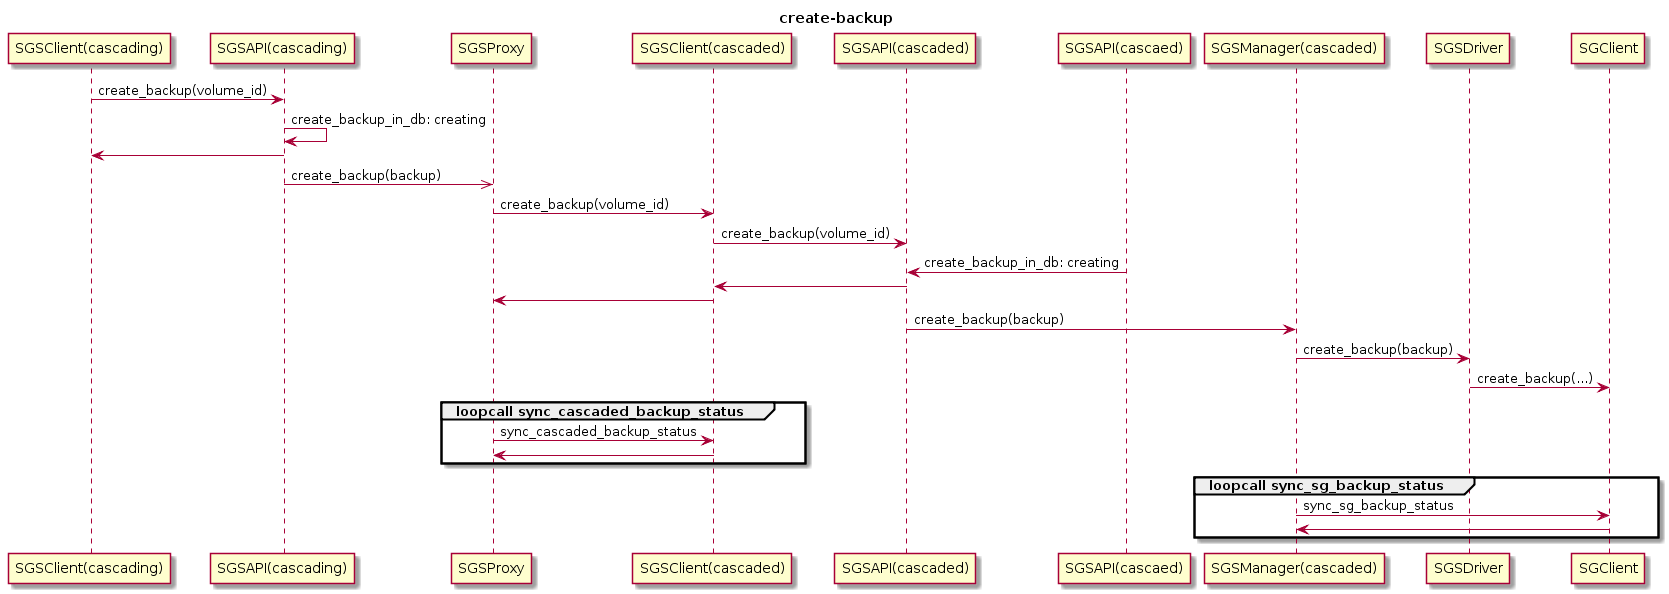 create-backup
SGSClient(cascading) SGSAPI(cascading) SGSProxy SGSClient(cascaded) SGSAPI(cascaded) SGSAPI(cascaed) SGSManager(cascaded) SGSDriver SGClient
create_backup(volume_id)
create_backup_in_db: creating
create_backup(backup)
create_backup(volume_id)
create_backup(volume_id)
create_backup_in_db: creating
create_backup(backup)
create_backup(backup)
create_backup(...)
loopcall sync_cascaded_backup_status
sync_cascaded_backup_status
loopcall sync_sg_backup_status
sync_sg_backup_status
SGSClient(cascading) SGSAPI(cascading) SGSProxy SGSClient(cascaded) SGSAPI(cascaded) SGSAPI(cascaed) SGSManager(cascaded) SGSDriver SGClient